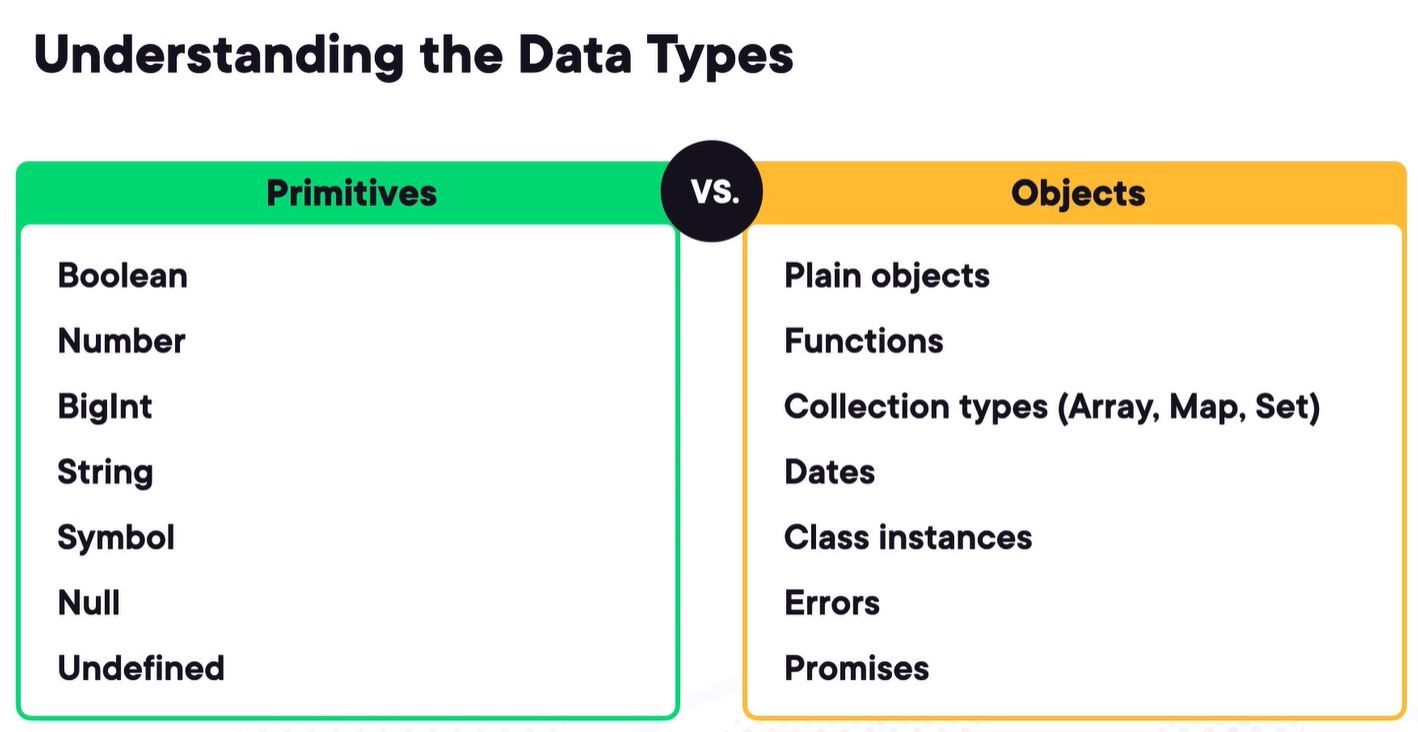 Understanding the Data Types
Primitives
VS.
Objects
Boolean
Number
BigInt
String
Symbol
Null
Undefined
Plain objects
Functions
Collection types (Array, Map, Set)
Dates
Class instances
Errors
Promises